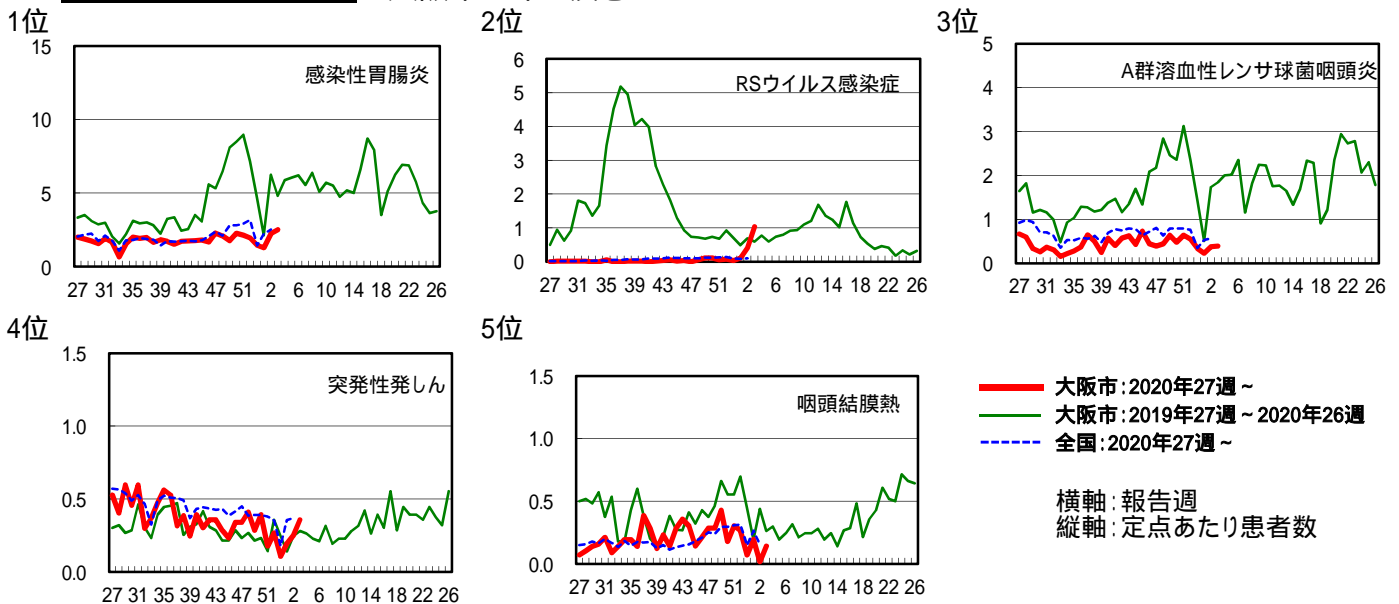 1位
感染性胃腸炎
15
10
5
0
27 31 35 39 43 47 51 2 6 10 14 18 22 26
2位
RSウイルス感染症
6
5
4
3
2
1
0
27 31 35 39 43 47 51 2 6 10 14 18 22 26
3位
A群溶血性レンサ球菌咽頭炎
5
4
3
2
1
0
27 31 35 39 43 47 51 2 6 10 14 18 22 26
4位
突発性発しん
1.5
1.0
0.5
0.0
27 31 35 39 43 47 51 2 6 10 14 18 22 26
5位
咽頭結膜熱
1.5
1.0
0.5
0.0
27 31 35 39 43 47 51 2 6 10 14 18 22 26
大阪市：2020年27週～
大阪市：2019年27週～2020年26週
全国：2020年27週～
横軸：報告週
縦軸：定点あたり患者数